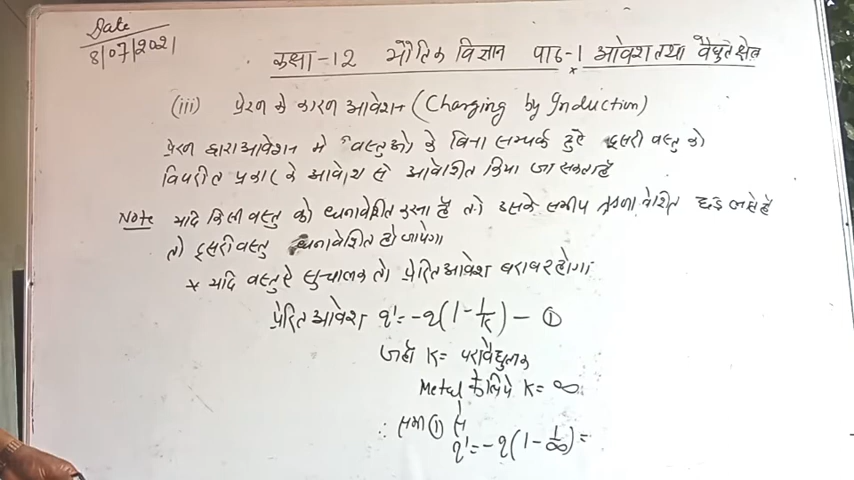 Date
8/07/2021
कक्षा-12 भौतिक विज्ञान पाठ-1 आवेश तथा वैद्युत क्षेत्र
(iii) प्रेरण के कारण आवेशन (Charging by Induction)
प्रेरण द्वारा आवेशन में वस्तुओं के बिना सम्पर्क हुए दूसरी वस्तु को
विपरीत प्रकार के आवेश से आवेशित किया जा सकता है
Note यदि किसी वस्तु को धनावेशित करना है तो उसके समीप ऋणावेशित छड़ लाते है
तो दूसरी वस्तु धनावेशित हो जायेगा
* यदि वस्तुऐ सुचालक तो प्रेरित आवेश बराबर होगा
प्रेरित आवेश q' = -q(1 - 1/K) — ①
जहाँ K = परावैद्युतांक
Metal के लिये K = ∞
∴ समी ① से
q' = -q(1 - 1/∞) =